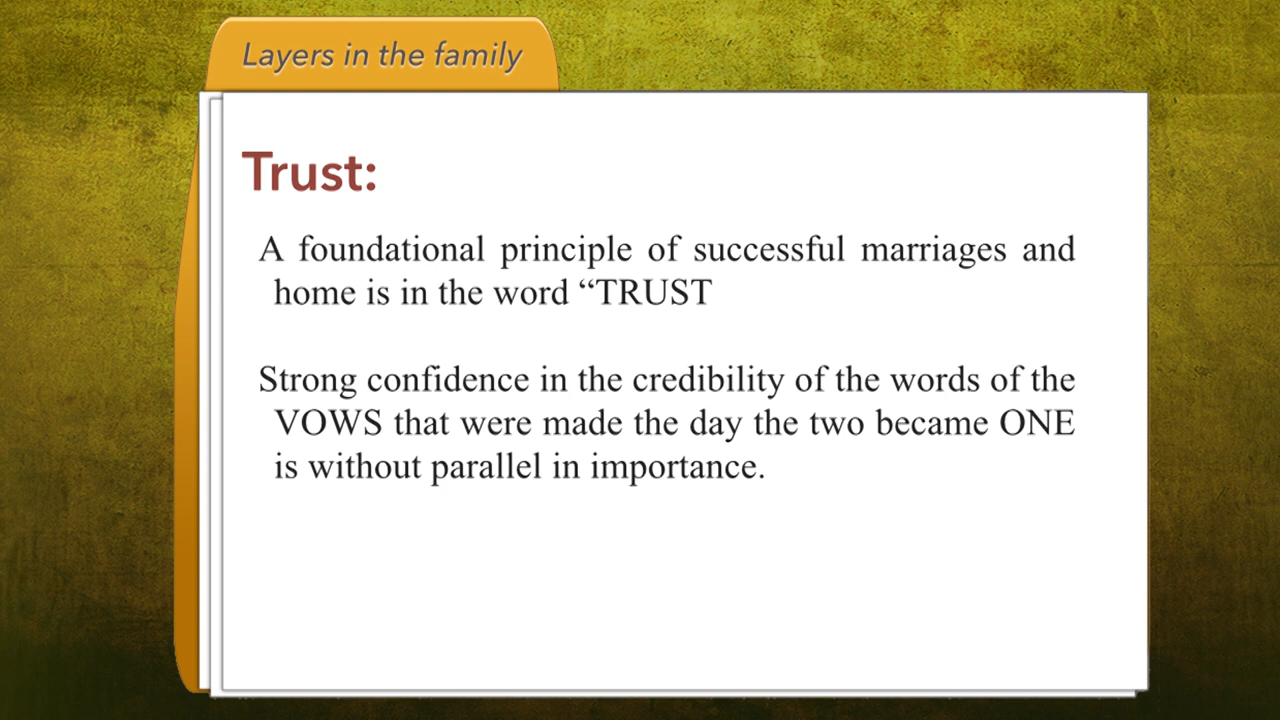 Layers in the family
Trust:
A foundational principle of successful marriages and
home is in the word “TRUST
Strong confidence in the credibility of the words of the
VOWS that were made the day the two became ONE
is without parallel in importance.